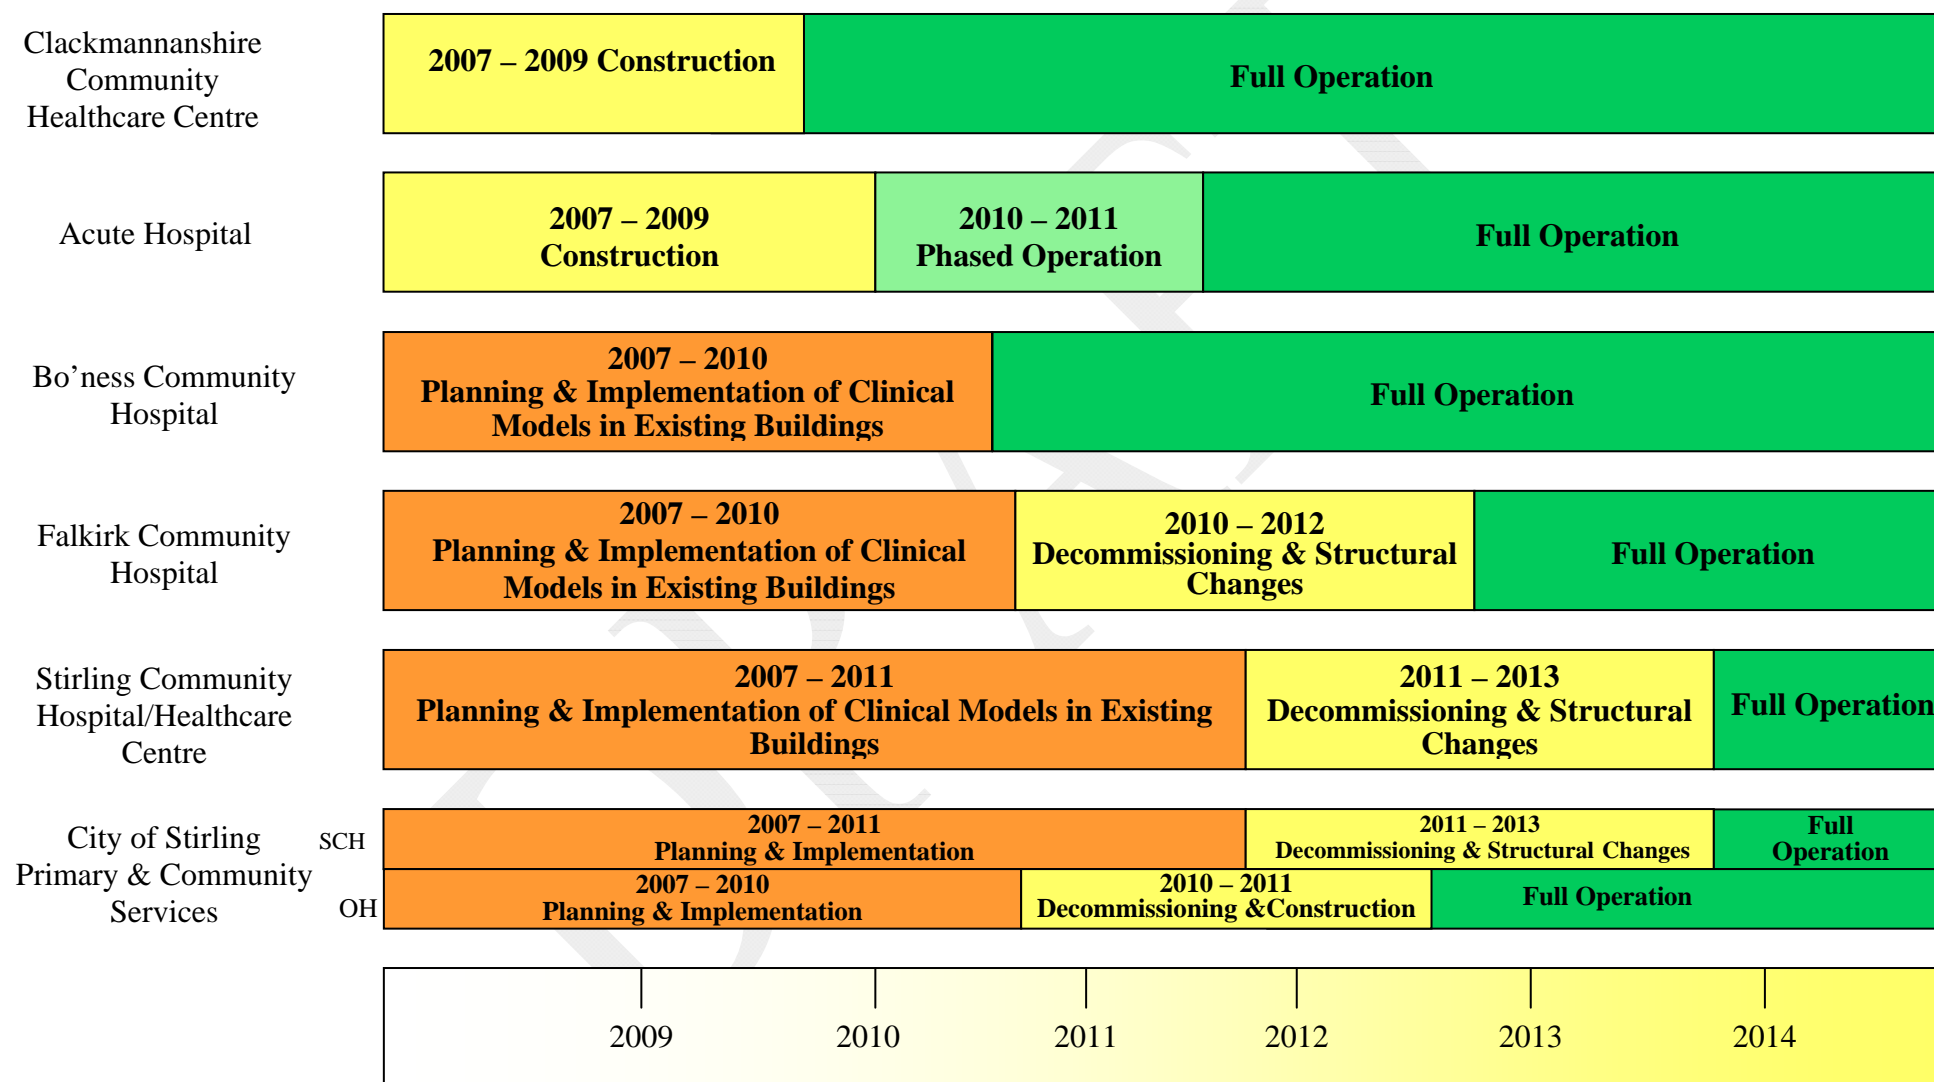 Clackmannanshire
Community
Healthcare Centre
2007 – 2009 Construction
Full Operation
Acute Hospital
2007 – 2009
Construction
2010 – 2011
Phased Operation
Full Operation
Bo’ness Community
Hospital
2007 – 2010
Planning & Implementation of Clinical
Models in Existing Buildings
Full Operation
Falkirk Community
Hospital
2007 – 2010
Planning & Implementation of Clinical
Models in Existing Buildings
2010 – 2012
Decommissioning & Structural
Changes
Full Operation
Stirling Community
Hospital/Healthcare
Centre
2007 – 2011
Planning & Implementation of Clinical Models in Existing
Buildings
2011 – 2013
Decommissioning & Structural
Changes
Full Operation
City of Stirling
Primary & Community
Services
SCH
2007 – 2011
Planning & Implementation
2011 – 2013
Decommissioning & Structural Changes
Full
Operation
OH
2007 – 2010
Planning & Implementation
2010 – 2011
Decommissioning &Construction
Full Operation
2009 2010 2011 2012 2013 2014
DRAFT